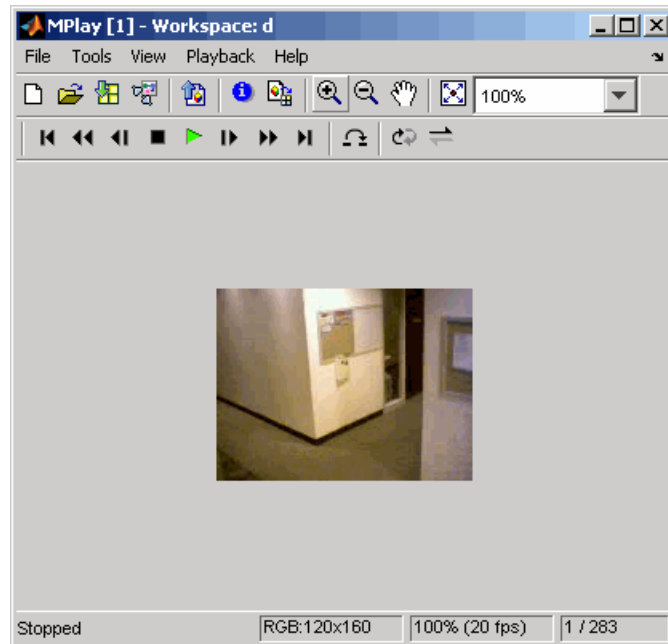 MPlay [1] - Workspace: d
File Tools View Playback Help
100%
Stopped RGB:120x160 100% (20 fps) 1 / 283